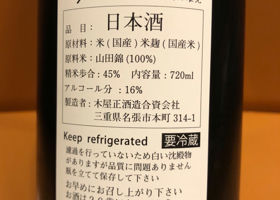 品目：日本酒
原材料：米(国産)米麹(国産米)
原料米：山田錦(100%)
精米歩合：45% 内容量：720ml
アルコール分：16%
製造者：木屋正酒造合資会社
三重県名張市本町 314-1
Keep refrigerated 要冷蔵
濾過を行っていないため白い沈殿物
がありますが品質に問題ありません
瓶を立てて保存して下さい
お早めにお召し上がり下さい